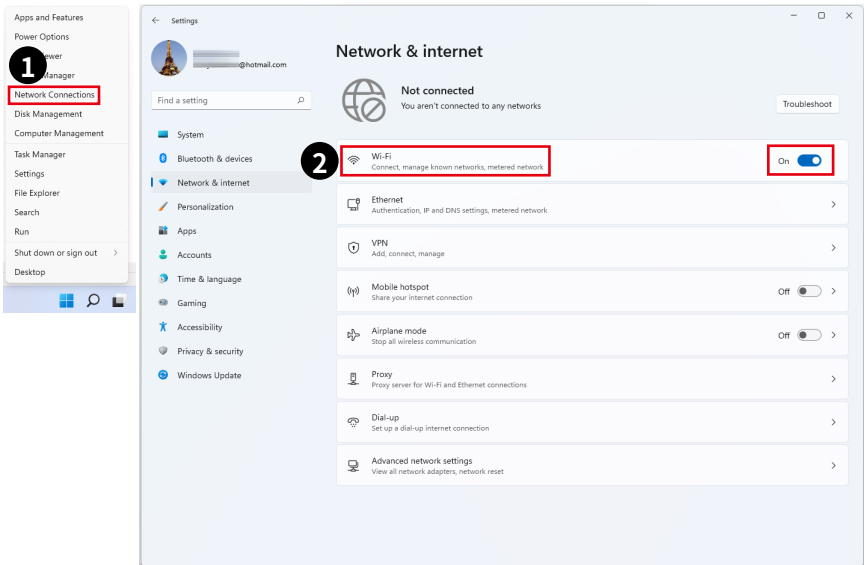 Apps and Features
Power Options
ewer
1
Manager
Network Connections
Disk Management
Computer Management
Task Manager
Settings
File Explorer
Search
Run
Shut down or sign out
Desktop
Settings
@hotmail.com
Find a setting
System
Bluetooth & devices
Network & internet
Personalization
Apps
Accounts
Time & language
Gaming
Accessibility
Privacy & security
Windows Update
Network & internet
Not connected
You aren't connected to any networks
Troubleshoot
2
Wi-Fi
Connect, manage known networks, metered network
On
Ethernet
Authentication, IP and DNS settings, metered network
VPN
Add, connect, manage
Mobile hotspot
Share your internet connection
Off
Airplane mode
Stop all wireless communication
Off
Proxy
Proxy server for Wi-Fi and Ethernet connections
Dial-up
Set up a dial-up internet connection
Advanced network settings
View all network adapters, network reset